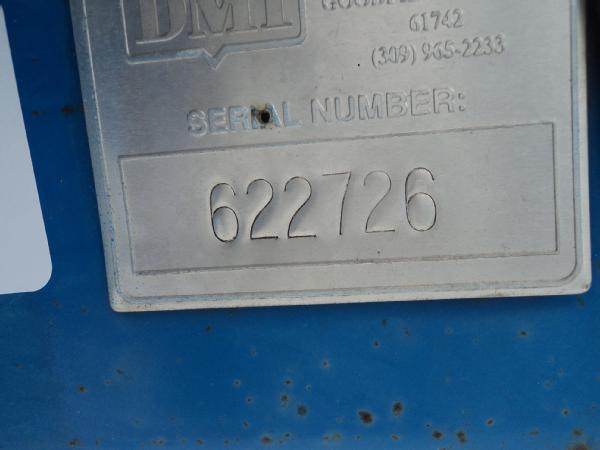 DMI
61742
(309) 965-2233
SERIAL NUMBER:
622726